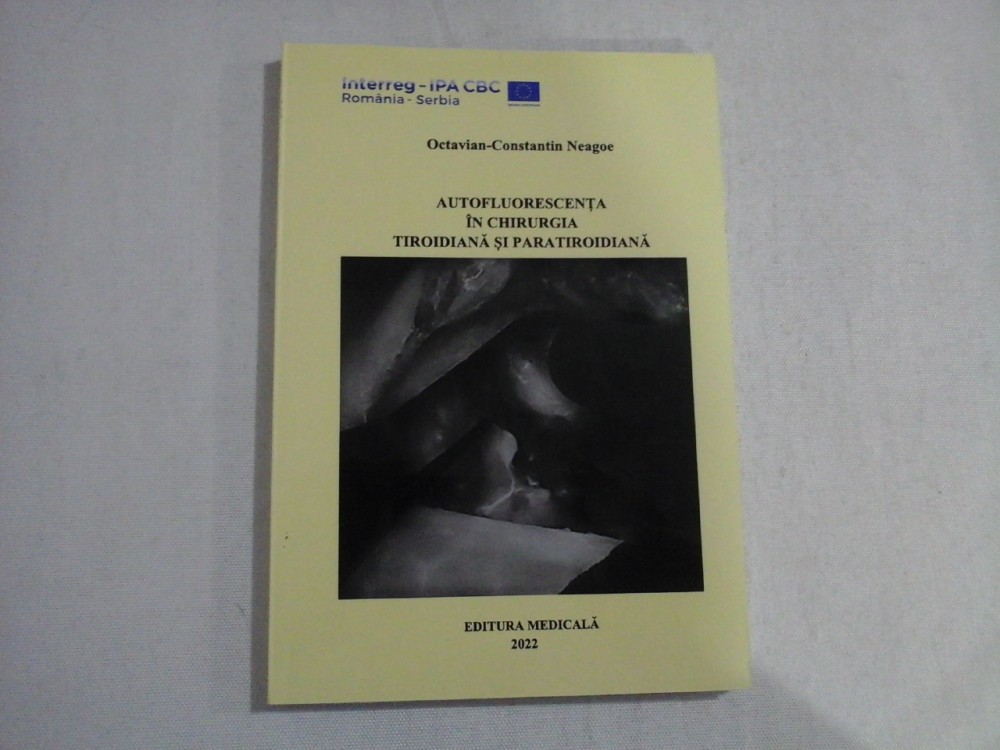 Interreg - IPA CBC
România - Serbia
Octavian-Constantin Neagoe
AUTOFLUORESCENȚA
ÎN CHIRURGIA
TIROIDIANĂ ȘI PARATIROIDIANĂ
EDITURA MEDICALĂ
2022